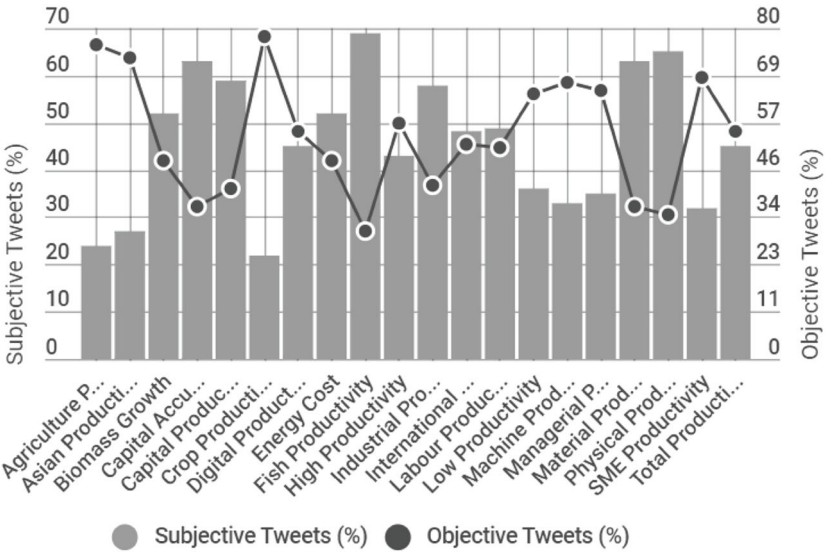 70
60
50
40
30
20
10
0
Subjective Tweets (%)
80
69
57
46
34
23
11
0
Objective Tweets (%)
Agriculture P...
Asian Producti...
Biomass Growth
Capital Accu...
Capital Produc...
Crop Producti...
Digital Product...
Energy Cost
Fish Productivity
High Productivity
Industrial Pro...
International ...
Labour Produc...
Low Productivity
Machine Prod...
Managerial P...
Material Prod...
Physical Prod...
SME Productivity
Total Producti...
Subjective Tweets (%) Objective Tweets (%)